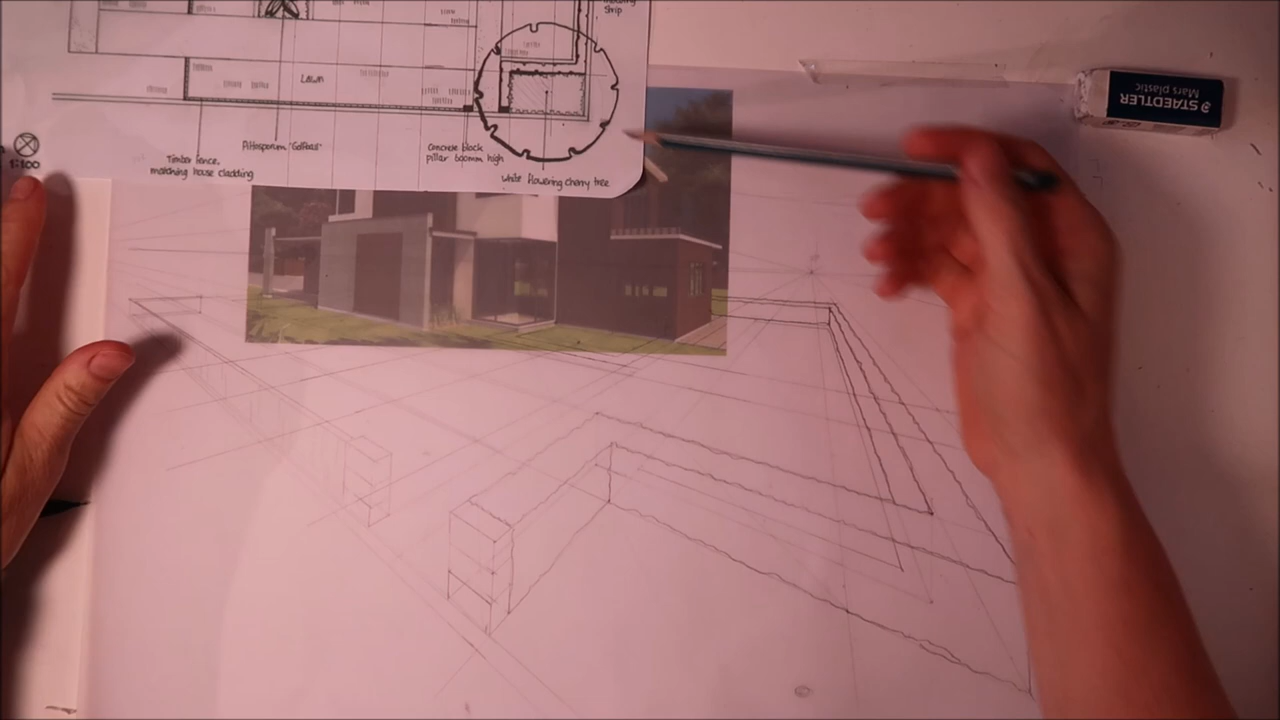 strip
Lawn
1:100
Timber fence,
matching house cladding
Pittosporum 'Golfball'
Concrete block
pillar 600mm high
white flowering cherry tree
STAEDTLER
Mars plastic